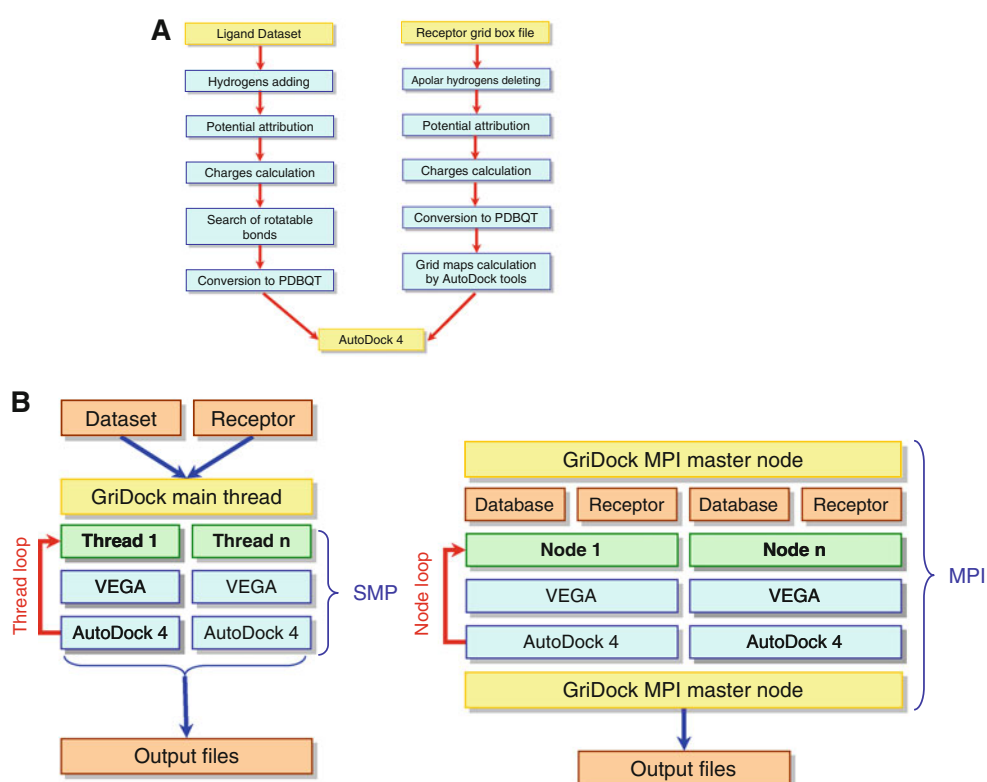 A
Ligand Dataset
Hydrogens adding
Potential attribution
Charges calculation
Search of rotatable
bonds
Conversion to PDBQT
Receptor grid box file
Apolar hydrogens deleting
Potential attribution
Charges calculation
Conversion to PDBQT
Grid maps calculation
by AutoDock tools
AutoDock 4
B
Dataset
Receptor
GriDock main thread
Thread 1
Thread n
VEGA
VEGA
AutoDock 4
AutoDock 4
Thread loop
SMP
Output files
GriDock MPI master node
Database
Receptor
Database
Receptor
Node 1
Node n
VEGA
VEGA
AutoDock 4
AutoDock 4
Node loop
MPI
GriDock MPI master node
Output files